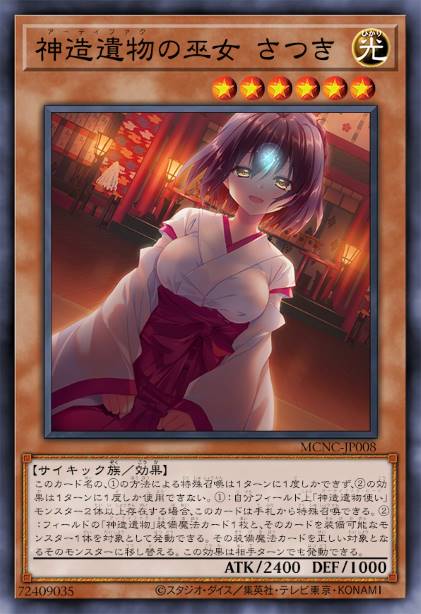 アーティファクト
神造遺物の巫女 さつき
ひかり
光
MCNC-JP008
【サイキック族／効果】
このカード名の、①の方法による特殊召喚は1ターンに1度しかできず、②の効
果は1ターンに1度しか使用できない。①：自分フィールド上に「神造遺物使い」
モンスター2体以上存在する場合、このカードは手札から特殊召喚できる。②
：フィールドの「神造遺物」装備魔法カード1枚と、そのカードを装備可能なモ
ンスター1体を対象として発動できる。その装備魔法カードを正しい対象とな
るそのモンスターに移し替える。この効果は相手ターンでも発動できる。
ATK/2400 DEF/1000
72409035
©スタジオ・ダイス／集英社・テレビ東京・KONAMI